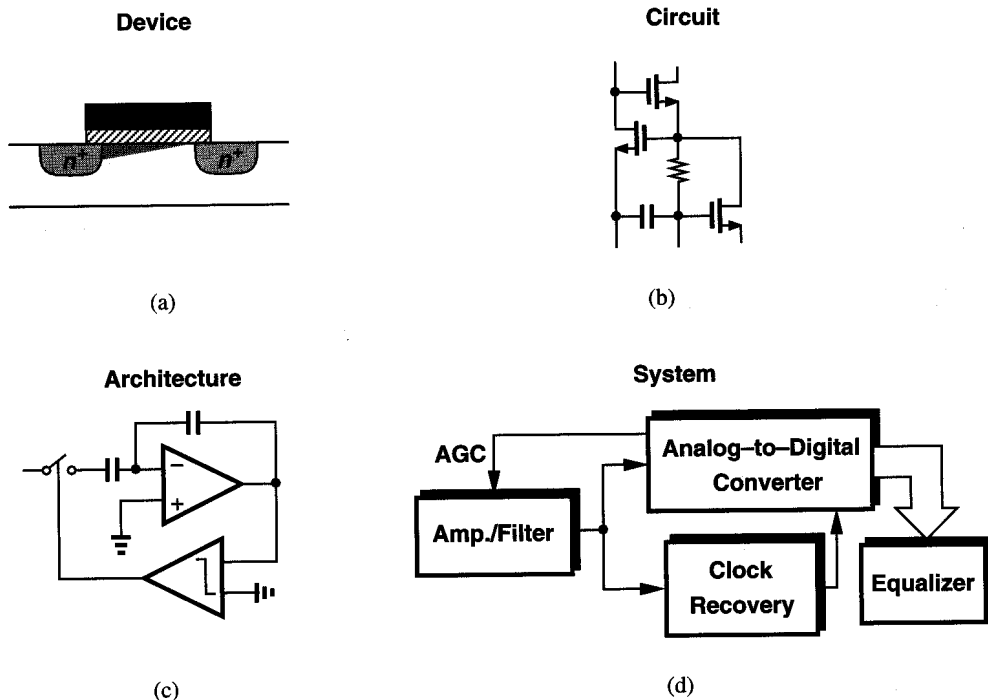 Device
n+
n+
(a)
Circuit
(b)
Architecture
−
+
(c)
System
AGC
Amp./Filter
Analog–to–Digital
Converter
Clock
Recovery
Equalizer
(d)